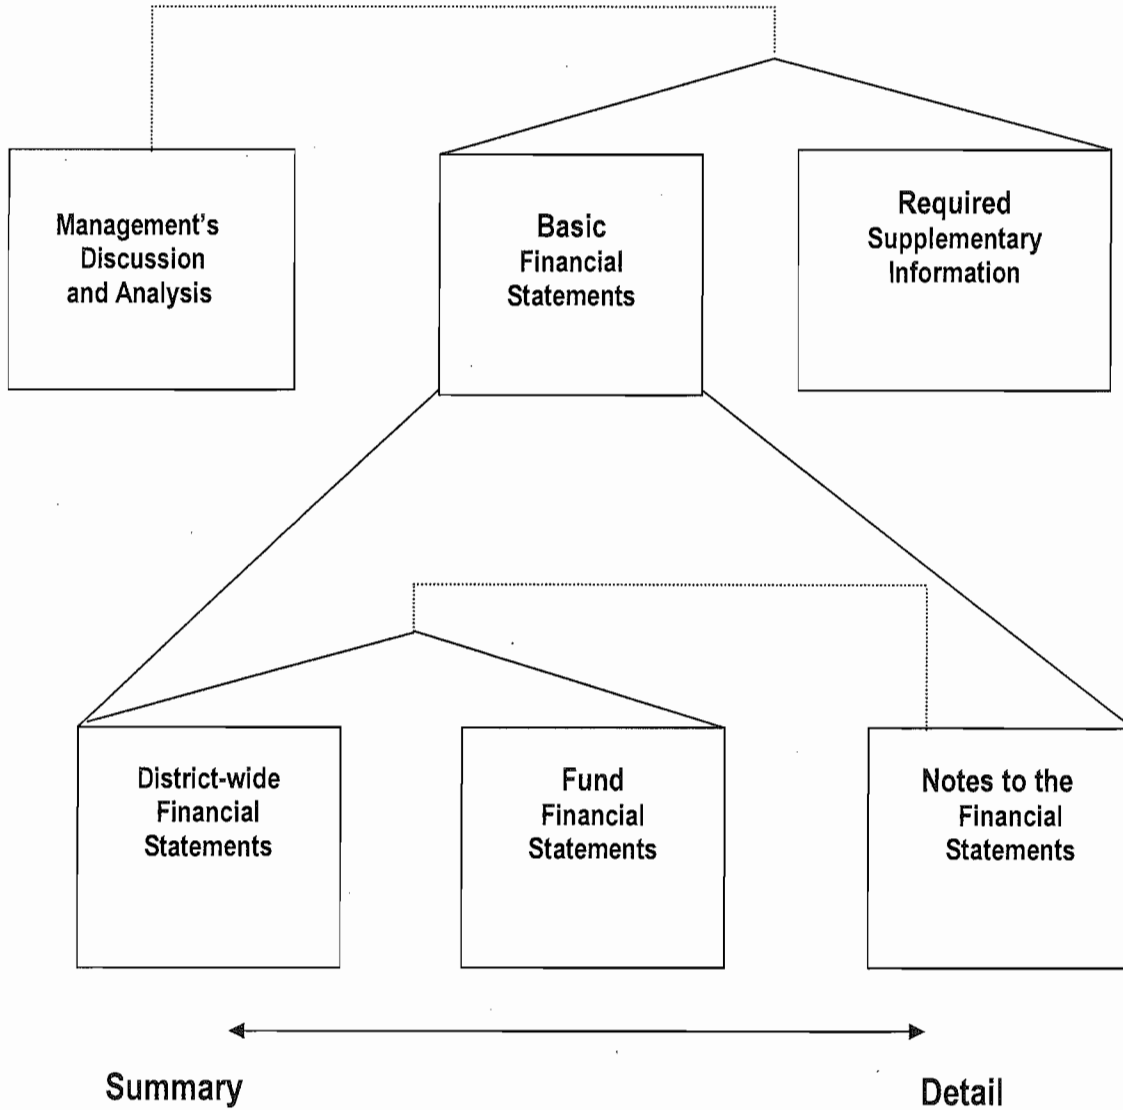 Management's
Discussion
and Analysis
Basic
Financial
Statements
Required
Supplementary
Information
District-wide
Financial
Statements
Fund
Financial
Statements
Notes to the
Financial
Statements
Summary
Detail